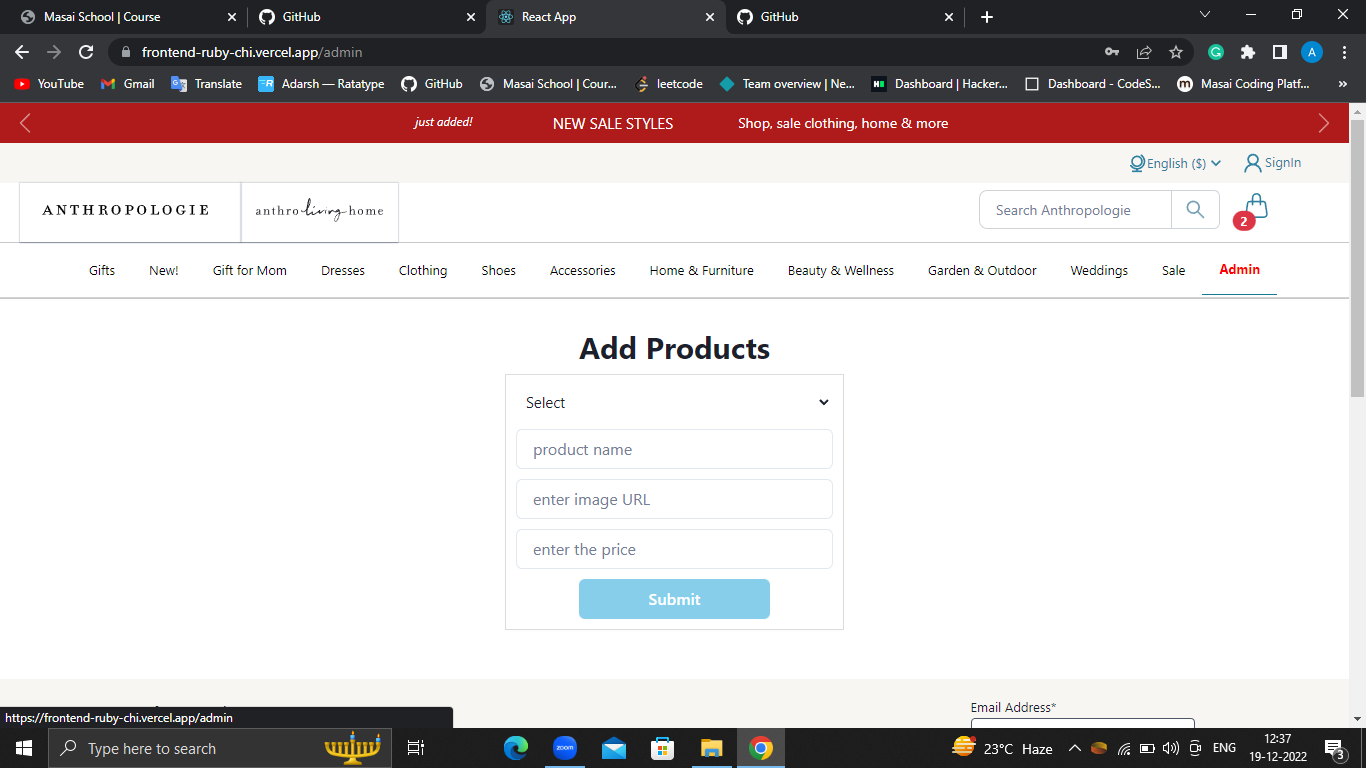 Masai School | Course
GitHub
React App
GitHub
frontend-ruby-chi.vercel.app/admin
A
YouTube
Gmail
Translate
Adarsh — Ratatype
GitHub
Masai School | Cour...
leetcode
Team overview | Ne...
Dashboard | Hacker...
Dashboard - CodeS...
Masai Coding Platf...
»
just added!
NEW SALE STYLES
Shop, sale clothing, home & more
English ($)
SignIn
ANTHROPOLOGIE
anthro living home
Search Anthropologie
2
Gifts
New!
Gift for Mom
Dresses
Clothing
Shoes
Accessories
Home & Furniture
Beauty & Wellness
Garden & Outdoor
Weddings
Sale
Admin
Add Products
Select
product name
enter image URL
enter the price
Submit
Email Address*
https://frontend-ruby-chi.vercel.app/admin
Type here to search
zoom
23°C Haze
ENG
12:37
19-12-2022
3